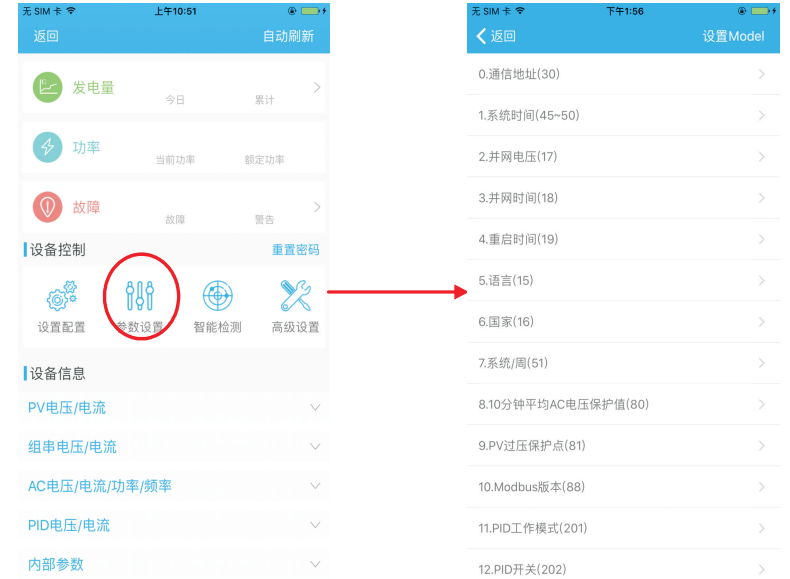 无 SIM 卡 上午10:51
返回 自动刷新
发电量 今日 累计
功率 当前功率 额定功率
故障 故障 警告
设备控制 重置密码
设置配置 参数设置 智能检测 高级设置
设备信息
PV电压/电流
组串电压/电流
AC电压/电流/功率/频率
PID电压/电流
内部参数
无 SIM 卡 下午1:56
返回 设置Model
0.通信地址(30)
1.系统时间(45~50)
2.并网电压(17)
3.并网时间(18)
4.重启时间(19)
5.语言(15)
6.国家(16)
7.系统/周(51)
8.10分钟平均AC电压保护值(80)
9.PV过压保护点(81)
10.Modbus版本(88)
11.PID工作模式(201)
12.PID开关(202)